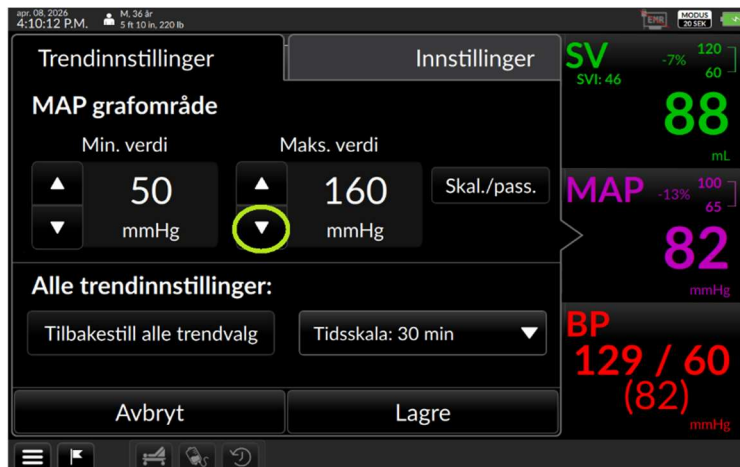 apr. 08, 2026
4:10:12 P.M.
M, 36 år
5 ft 10 in, 220 lb
EMR
MODUS
20 SEK
Trendinnstillinger
Innstillinger
MAP grafområde
Min. verdi
Maks. verdi
50
mmHg
160
mmHg
Skal./pass.
Alle trendinnstillinger:
Tilbakestill alle trendvalg
Tidsskala: 30 min
Avbryt
Lagre
SV
SVI: 46
-7%
120
60
88
mL
MAP
-13%
100
65
82
mmHg
BP
129 / 60
(82)
mmHg